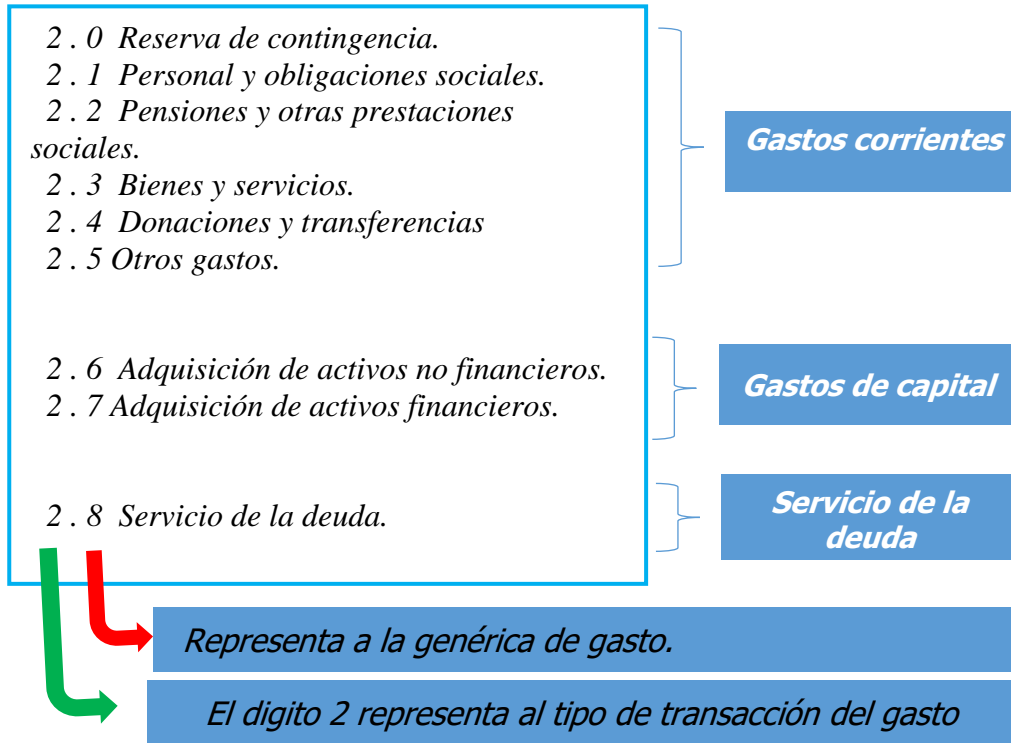 2 . 0 Reserva de contingencia.
2 . 1 Personal y obligaciones sociales.
2 . 2 Pensiones y otras prestaciones
sociales.
2 . 3 Bienes y servicios.
2 . 4 Donaciones y transferencias
2 . 5 Otros gastos.
Gastos corrientes
2 . 6 Adquisición de activos no financieros.
2 . 7 Adquisición de activos financieros.
Gastos de capital
2 . 8 Servicio de la deuda.
Servicio de la
deuda
Representa a la genérica de gasto.
El digito 2 representa al tipo de transacción del gasto